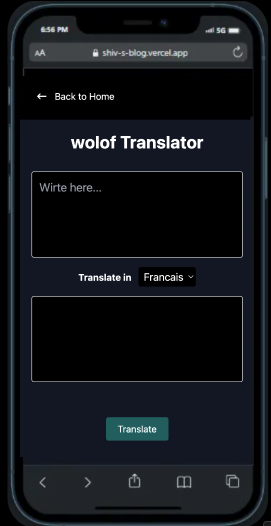 6:56 PM 5G
AA shiv-s-blog.vercel.app
← Back to Home
wolof Translator
Wirte here...
Translate in Francais
Translate